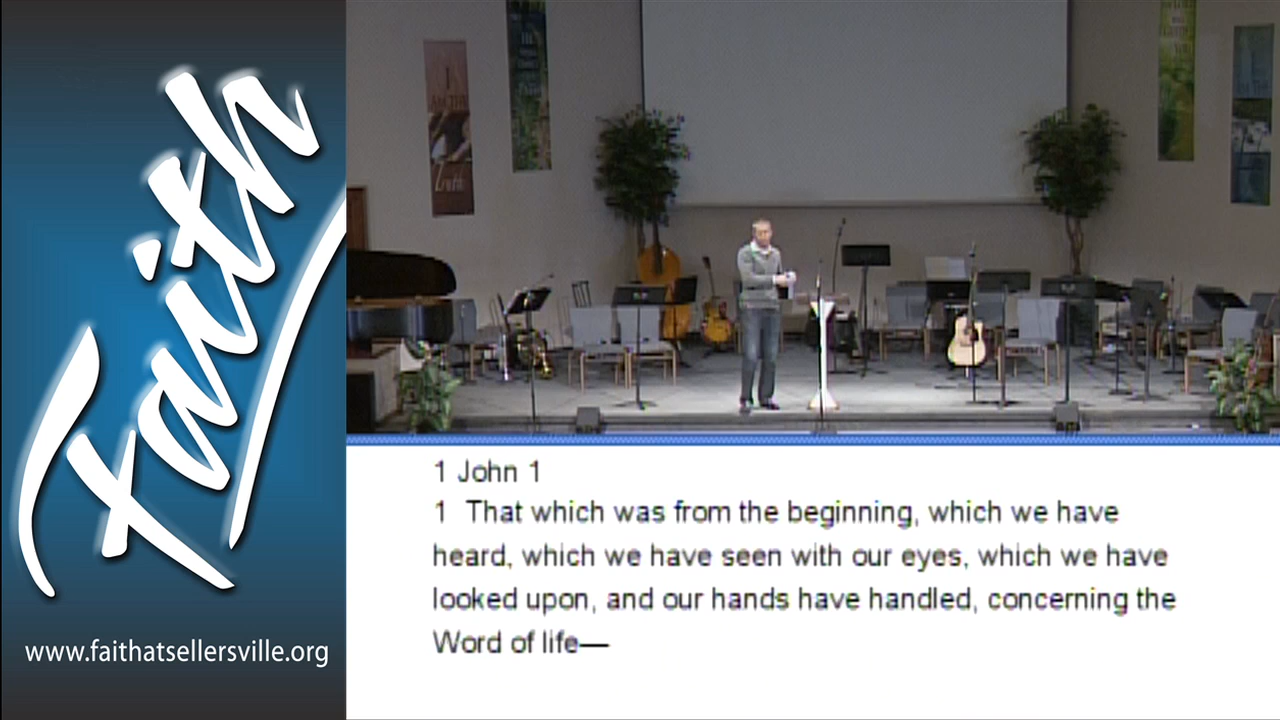 Faith
www.faithatsellersville.org
Truth
1 John 1
1 That which was from the beginning, which we have
heard, which we have seen with our eyes, which we have
looked upon, and our hands have handled, concerning the
Word of life—